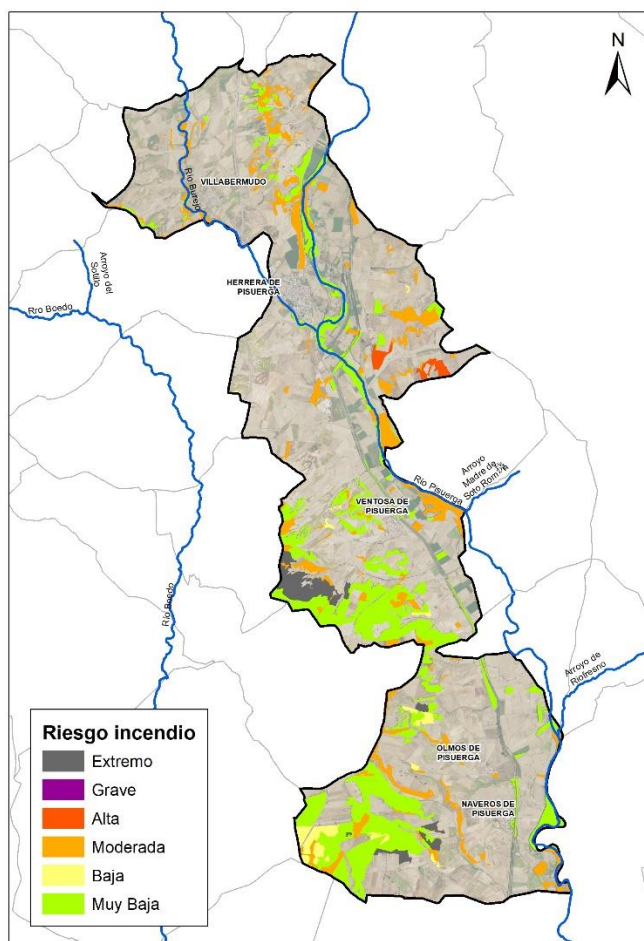 N
VILLABERMUDO
Río Burejo
Arroyo del
Sotillo
HERRERA DE
PISUERGA
Río Boedo
Arroyo
Madre de
Río Pisuerga
VENTOSA DE
PISUERGA
Río Boedo
Arroyo de
Riofresno
OLMOS DE
PISUERGA
NAVEROS DE
PISUERGA
Riesgo incendio
Extremo
Grave
Alta
Moderada
Baja
Muy Baja